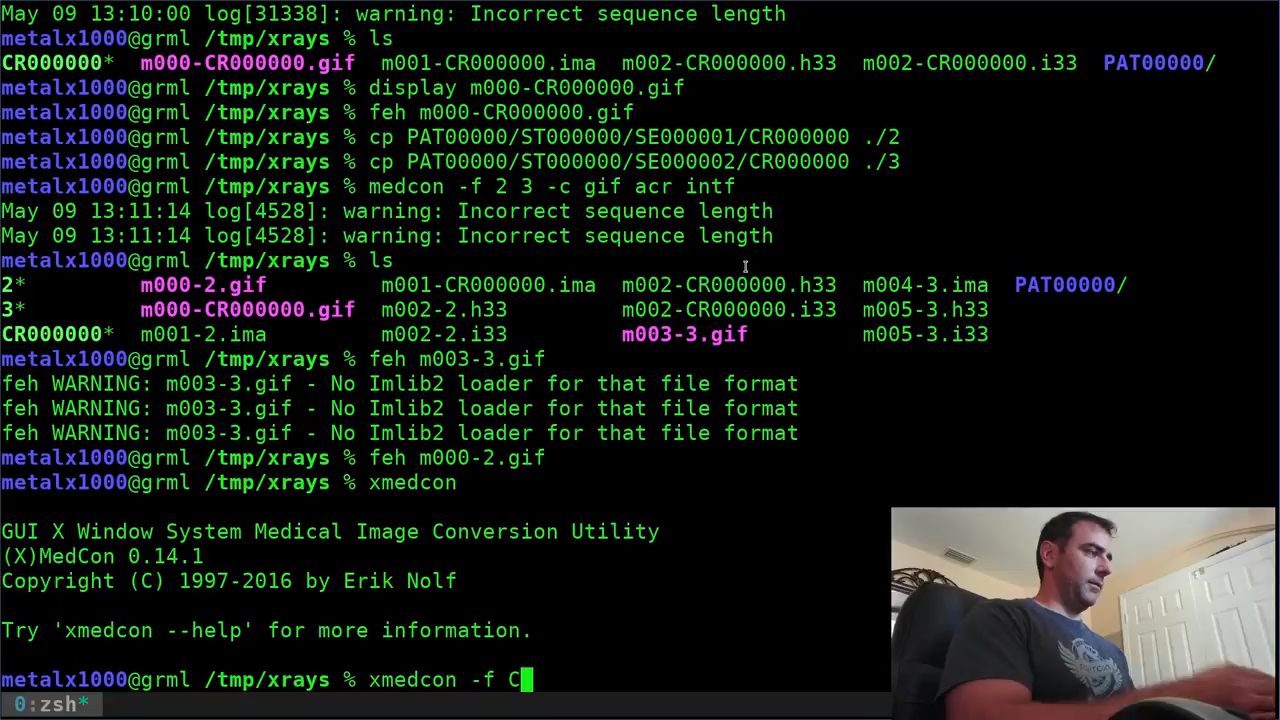 May 09 13:10:00 log[31338]: warning: Incorrect sequence length
metalx1000@grml /tmp/xrays % ls
CR000000*  m000-CR000000.gif  m001-CR000000.ima  m002-CR000000.h33  m002-CR000000.i33  PAT00000/
metalx1000@grml /tmp/xrays % display m000-CR000000.gif
metalx1000@grml /tmp/xrays % feh m000-CR000000.gif
metalx1000@grml /tmp/xrays % cp PAT00000/ST000000/SE000001/CR000000 ./2
metalx1000@grml /tmp/xrays % cp PAT00000/ST000000/SE000002/CR000000 ./3
metalx1000@grml /tmp/xrays % medcon -f 2 3 -c gif acr intf
May 09 13:11:14 log[4528]: warning: Incorrect sequence length
May 09 13:11:14 log[4528]: warning: Incorrect sequence length
metalx1000@grml /tmp/xrays % ls
2*         m000-2.gif         m001-CR000000.ima  m002-CR000000.h33  m004-3.ima  PAT00000/
3*         m000-CR000000.gif  m002-2.h33         m002-CR000000.i33  m005-3.h33
CR000000*  m001-2.ima         m002-2.i33         m003-3.gif         m005-3.i33
metalx1000@grml /tmp/xrays % feh m003-3.gif
feh WARNING: m003-3.gif - No Imlib2 loader for that file format
feh WARNING: m003-3.gif - No Imlib2 loader for that file format
feh WARNING: m003-3.gif - No Imlib2 loader for that file format
metalx1000@grml /tmp/xrays % feh m000-2.gif
metalx1000@grml /tmp/xrays % xmedcon
GUI X Window System Medical Image Conversion Utility
(X)MedCon 0.14.1
Copyright (C) 1997-2016 by Erik Nolf
Try 'xmedcon --help' for more information.
metalx1000@grml /tmp/xrays % xmedcon -f C
0:zsh*